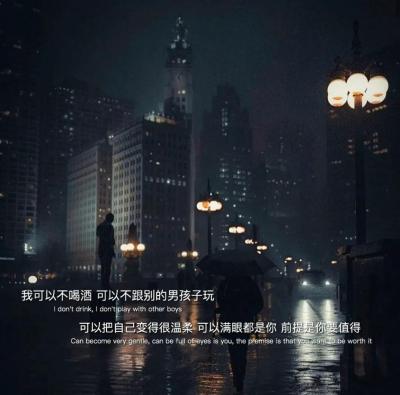 我可以不喝酒 可以不跟别的男孩子玩
I don't drink, I don't play with other boys
可以把自己变得很温柔 可以满眼都是你 前提是你要值得
Can become very gentle, can be full of eyes is you, the premise is that you want to be worth it